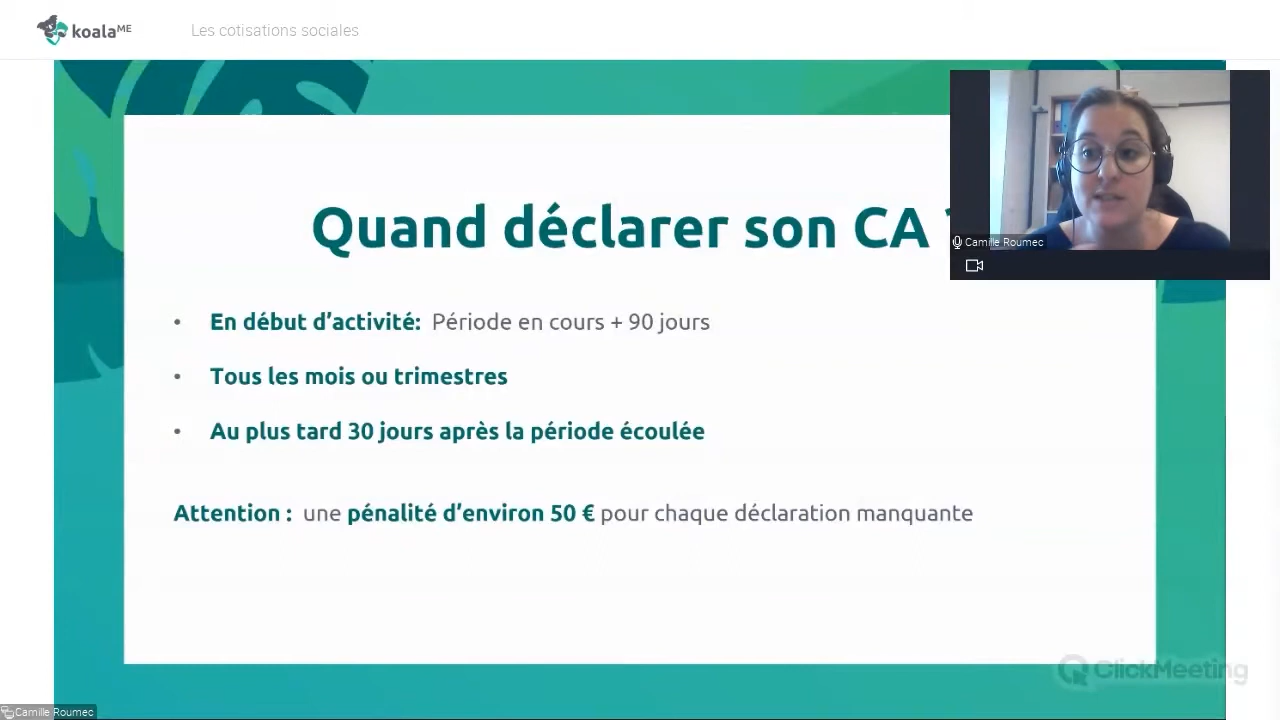 koala ME
Les cotisations sociales
Quand déclarer son CA
Camille Roumec
• En début d'activité: Période en cours + 90 jours
• Tous les mois ou trimestres
• Au plus tard 30 jours après la période écoulée
Attention : une pénalité d'environ 50 € pour chaque déclaration manquante
ClickMeeting
Camille Roumec